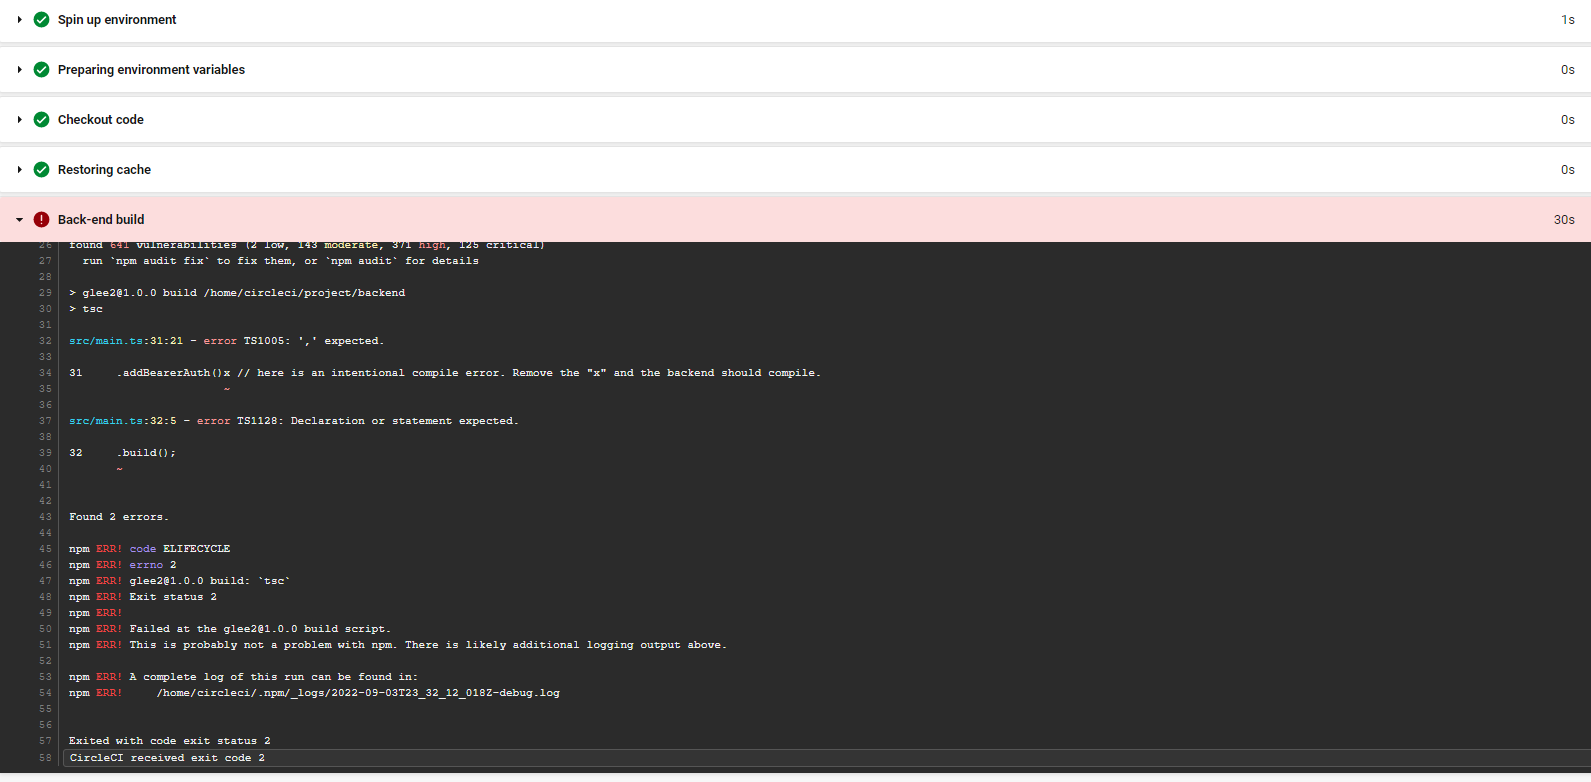 Spin up environment 1s
Preparing environment variables 0s
Checkout code 0s
Restoring cache 0s
Back-end build 30s
26 found 641 vulnerabilities (2 low, 143 moderate, 371 high, 125 critical)
27 run `npm audit fix` to fix them, or `npm audit` for details
28
29 > glee2@1.0.0 build /home/circleci/project/backend
30 > tsc
31
32 src/main.ts:31:21 - error TS1005: ',' expected.
33
34 31 .addBearerAuth()x // here is an intentional compile error. Remove the "x" and the backend should compile.
35 ~
36
37 src/main.ts:32:5 - error TS1128: Declaration or statement expected.
38
39 32 .build();
40 ~
41
42
43 Found 2 errors.
44
45 npm ERR! code ELIFECYCLE
46 npm ERR! errno 2
47 npm ERR! glee2@1.0.0 build: `tsc`
48 npm ERR! Exit status 2
49 npm ERR!
50 npm ERR! Failed at the glee2@1.0.0 build script.
51 npm ERR! This is probably not a problem with npm. There is likely additional logging output above.
52
53 npm ERR! A complete log of this run can be found in:
54 npm ERR! /home/circleci/.npm/_logs/2022-09-03T23_32_12_018Z-debug.log
55
56
57 Exited with code exit status 2
58 CircleCI received exit code 2